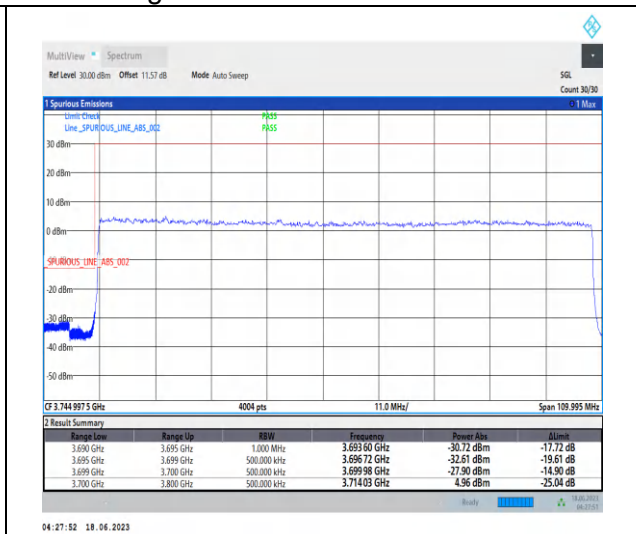 MultiView Spectrum
Ref Level 30.00 dBm Offset 11.57 dB Mode Auto Sweep SGL
Count 30/30
1 Spurious Emissions 1 Max
Limit Check PASS
Line _SPURIOUS_LINE_ABS_002 PASS
30 dBm
20 dBm
10 dBm
0 dBm
_SPURIOUS_LINE_ABS_002
-20 dBm
-30 dBm
-40 dBm
-50 dBm
CF 3.744 997 5 GHz 4004 pts 11.0 MHz/ Span 109.995 MHz
2 Result Summary
Range Low Range Up RBW Frequency Power Abs ΔLimit
3.690 GHz 3.695 GHz 1.000 MHz 3.693 60 GHz -30.72 dBm -17.72 dB
3.695 GHz 3.699 GHz 500.000 kHz 3.696 72 GHz -32.61 dBm -19.61 dB
3.699 GHz 3.700 GHz 500.000 kHz 3.699 98 GHz -27.90 dBm -14.90 dB
3.700 GHz 3.800 GHz 500.000 kHz 3.714 03 GHz 4.96 dBm -25.04 dB
Ready 18.06.2023
04:27:51
04:27:52 18.06.2023